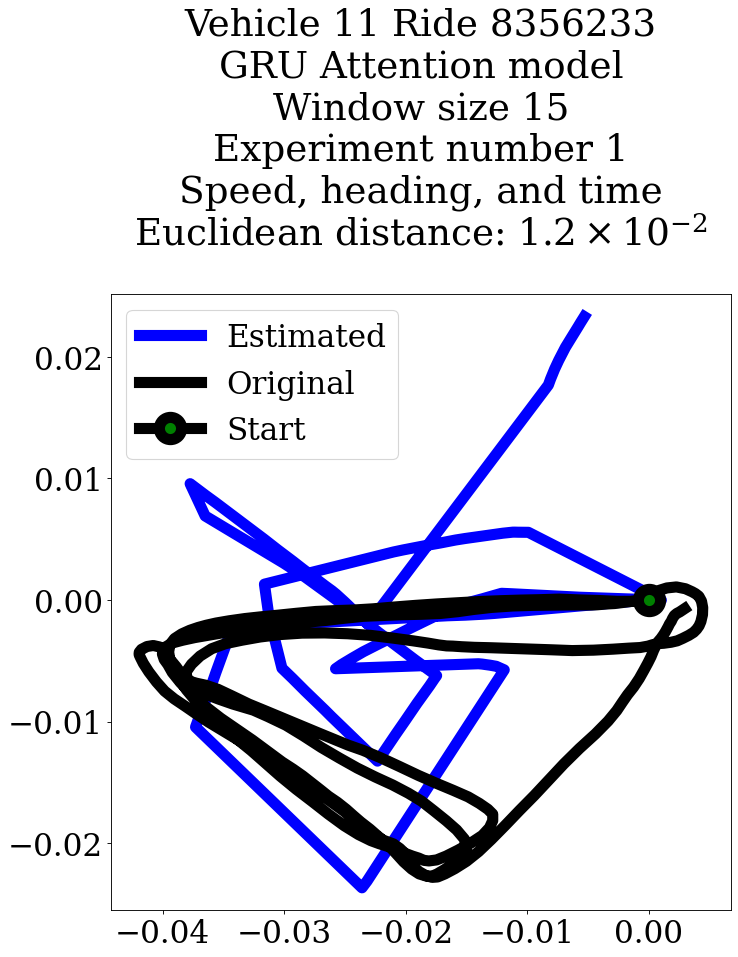 Vehicle 11 Ride 8356233
GRU Attention model
Window size 15
Experiment number 1
Speed, heading, and time
Euclidean distance: 1.2 × 10⁻²
Estimated
Original
Start
0.02
0.01
0.00
−0.01
−0.02
−0.04
−0.03
−0.02
−0.01
0.00